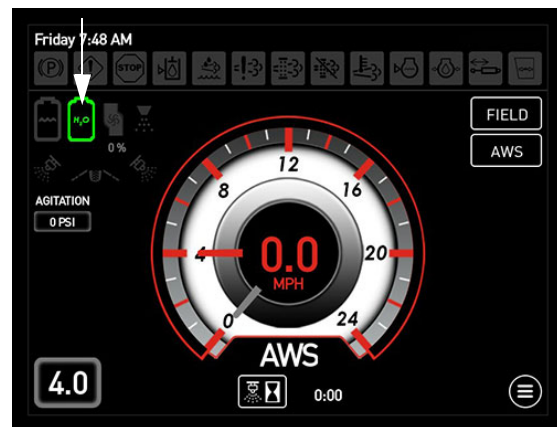 Friday 7:48 AM
(P)
STOP
H₂O
0 %
FIELD
AWS
AGITATION
0 PSI
12
8
16
4
20
0
24
0.0
MPH
AWS
4.0
0:00